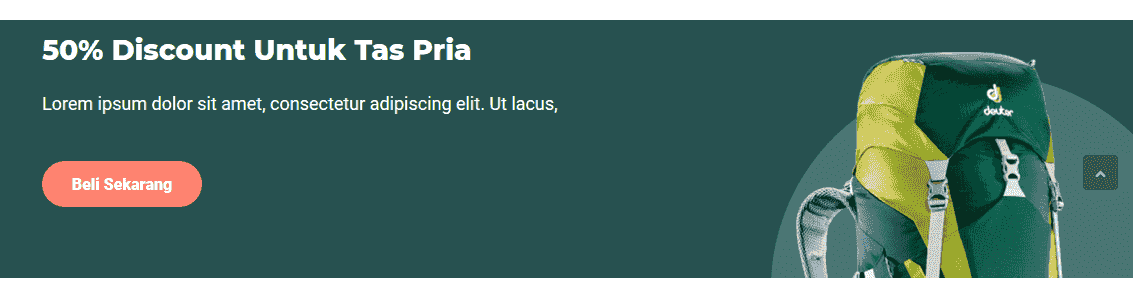 50% Discount Untuk Tas Pria
Lorem ipsum dolor sit amet, consectetur adipiscing elit. Ut lacus,
deuter
Beli Sekarang